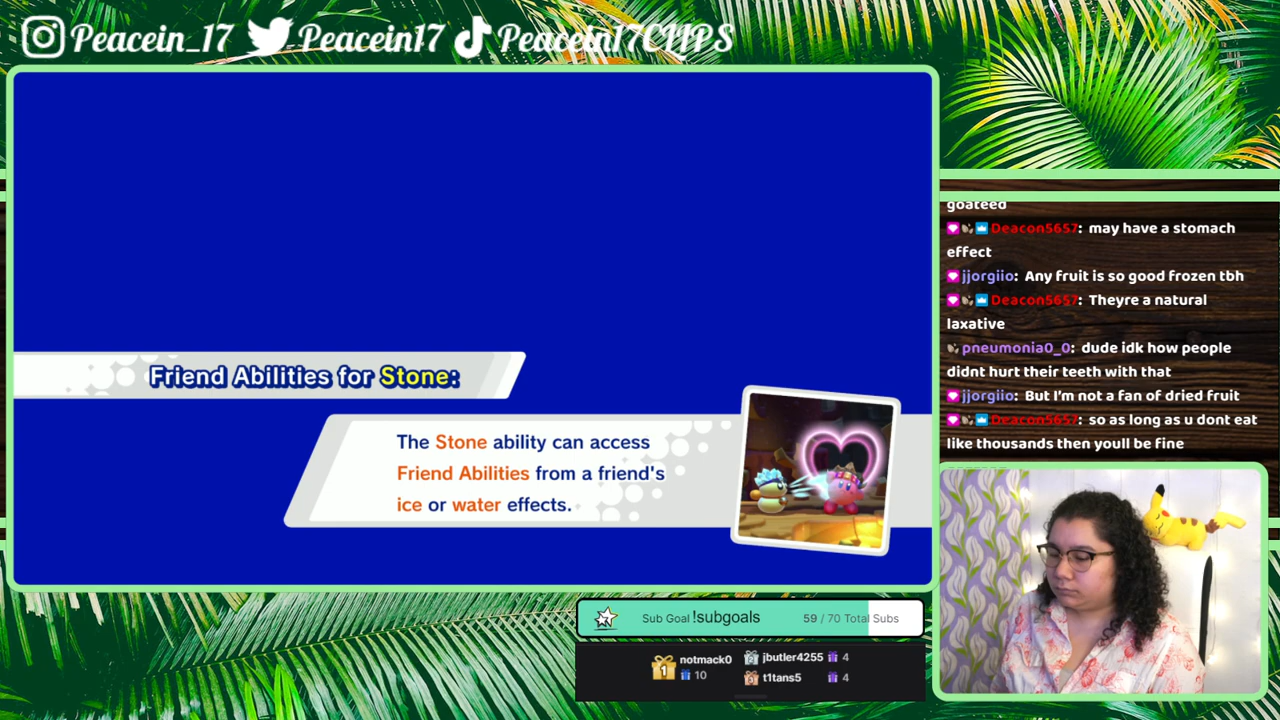 Peacein_17 Peacein17 Peacein17ClIPS
goateed
Deacon5657: may have a stomach
effect
jjorgiio: Any fruit is so good frozen tbh
Deacon5657: Theyre a natural
laxative
pneumonia0_0: dude idk how people
didnt hurt their teeth with that
jjorgiio: But I'm not a fan of dried fruit
Deacon5657: so as long as u dont eat
like thousands then youll be fine
Friend Abilities for Stone:
The Stone ability can access
Friend Abilities from a friend's
ice or water effects.
Sub Goal !subgoals 59 / 70 Total Subs
1 notmack0 10
2 jbutler4255 4
3 t1tans5 4